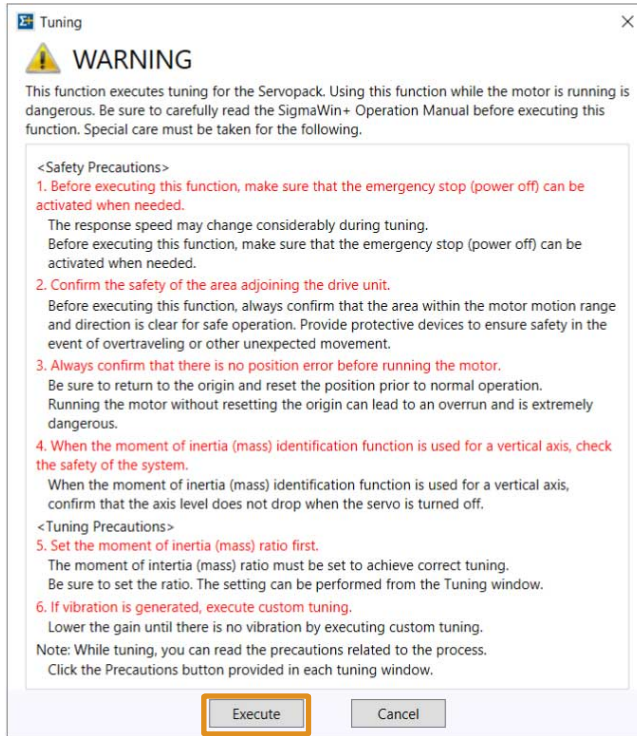 Tuning
WARNING
This function executes tuning for the Servopack. Using this function while the motor is running is
dangerous. Be sure to carefully read the SigmaWin+ Operation Manual before executing this
function. Special care must be taken for the following.
<Safety Precautions>
1. Before executing this function, make sure that the emergency stop (power off) can be
activated when needed.
The response speed may change considerably during tuning.
Before executing this function, make sure that the emergency stop (power off) can be
activated when needed.
2. Confirm the safety of the area adjoining the drive unit.
Before executing this function, always confirm that the area within the motor motion range
and direction is clear for safe operation. Provide protective devices to ensure safety in the
event of overtraveling or other unexpected movement.
3. Always confirm that there is no position error before running the motor.
Be sure to return to the origin and reset the position prior to normal operation.
Running the motor without resetting the origin can lead to an overrun and is extremely
dangerous.
4. When the moment of inertia (mass) identification function is used for a vertical axis, check
the safety of the system.
When the moment of inertia (mass) identification function is used for a vertical axis,
confirm that the axis level does not drop when the servo is turned off.
<Tuning Precautions>
5. Set the moment of inertia (mass) ratio first.
The moment of intertia (mass) ratio must be set to achieve correct tuning.
Be sure to set the ratio. The setting can be performed from the Tuning window.
6. If vibration is generated, execute custom tuning.
Lower the gain until there is no vibration by executing custom tuning.
Note: While tuning, you can read the precautions related to the process.
Click the Precautions button provided in each tuning window.
Execute Cancel